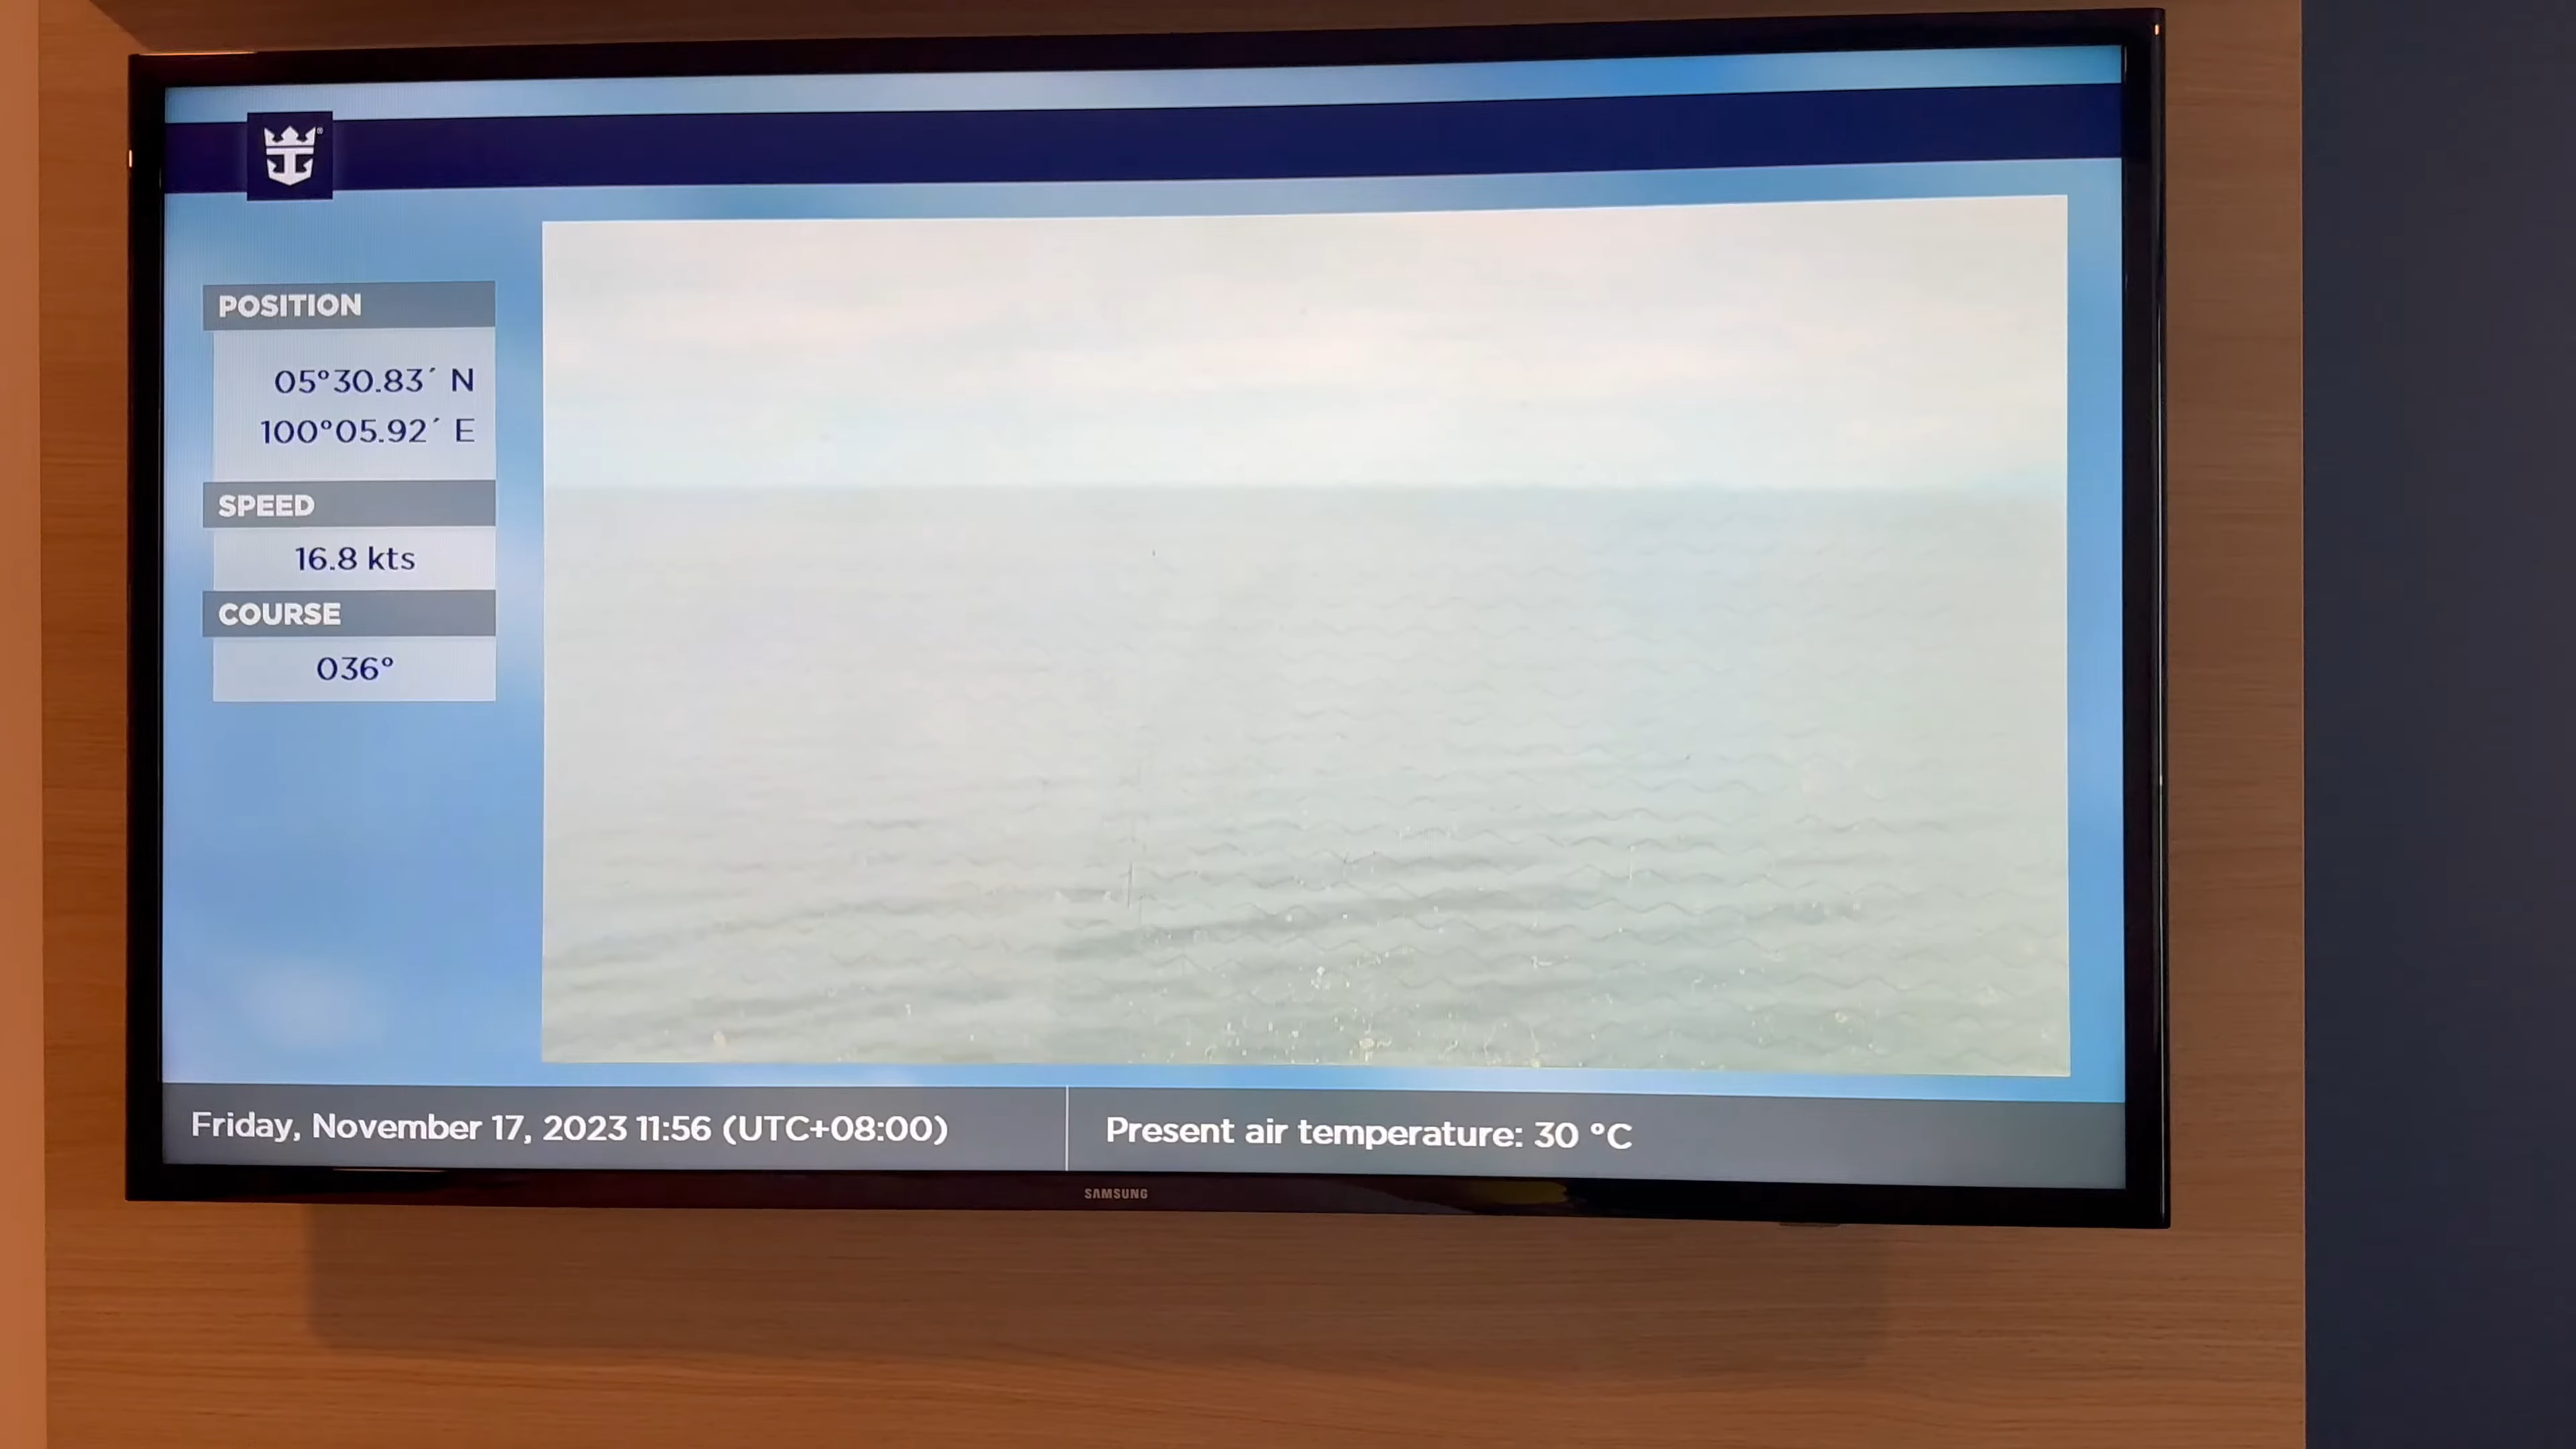 POSITION
05°30.83´ N
100°05.92´ E
SPEED
16.8 kts
COURSE
036°
Friday, November 17, 2023 11:56 (UTC+08:00)
Present air temperature: 30 °C
SAMSUNG